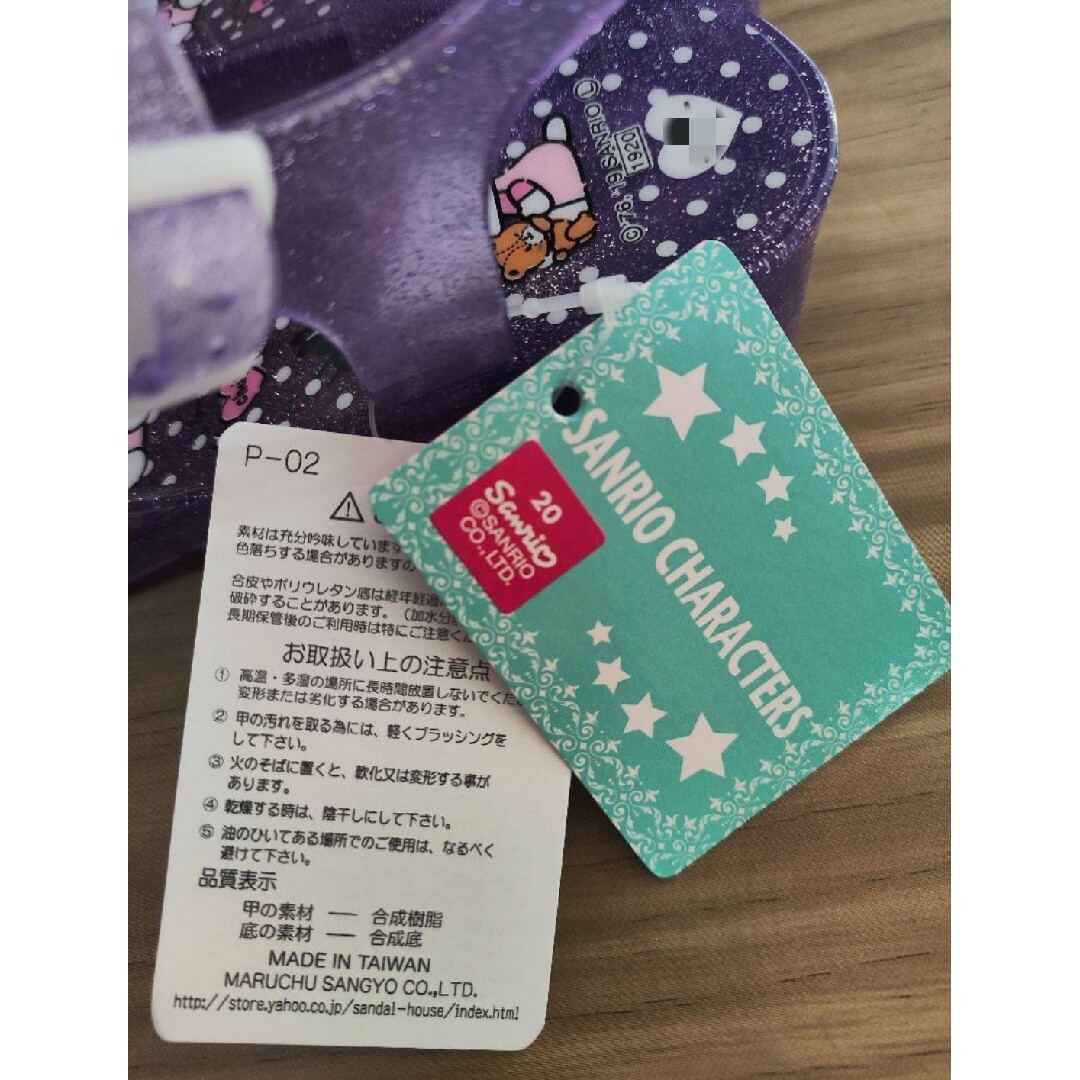 ©'76, '19 SANRIO Ⓛ
1920
P-02
素材は充分吟味しています
色落ちする場合がありますの
合皮やポリウレタン底は経年経過
破砕することがあります。(加水分
長期保管後のご利用時は特にご注意く
お取扱い上の注意点
① 高温・多湿の場所に長時間放置しないでくだ
変形または劣化する場合があります。
② 甲の汚れを取る為には、軽くブラッシングを
して下さい。
③ 火のそばに置くと、軟化又は変形する事が
あります。
④ 乾燥する時は、陰干しにして下さい。
⑤ 油のひいてある場所でのご使用は、なるべく
避けて下さい。
品質表示
甲の素材 ― 合成樹脂
底の素材 ― 合成底
MADE IN TAIWAN
MARUCHU SANGYO CO.,LTD.
http://store.yahoo.co.jp/sandal-house/index.html
SANRIO CHARACTERS
20
Sanrio
©SANRIO
CO.,LTD.